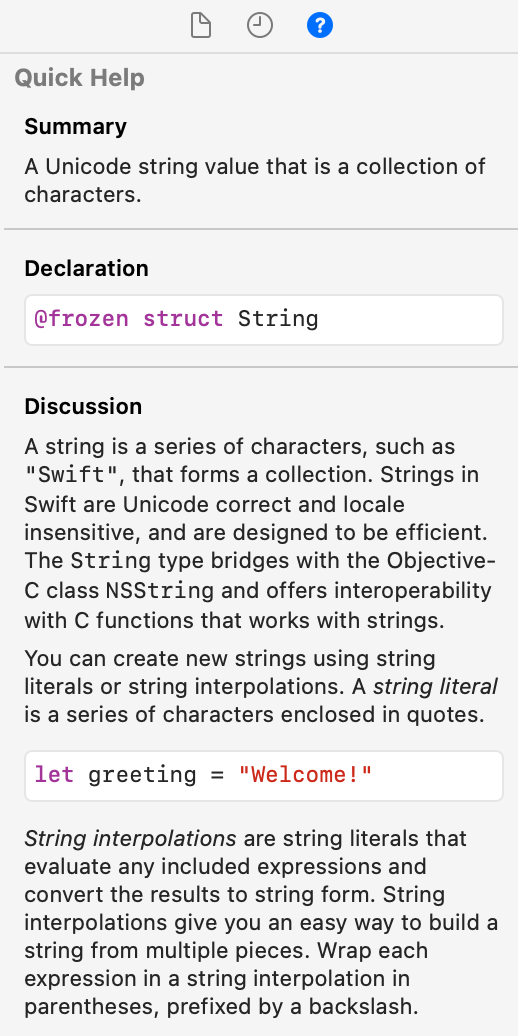 ?
Quick Help
Summary
A Unicode string value that is a collection of
characters.
Declaration
@frozen struct String
Discussion
A string is a series of characters, such as
"Swift", that forms a collection. Strings in
Swift are Unicode correct and locale
insensitive, and are designed to be efficient.
The String type bridges with the Objective-
C class NSString and offers interoperability
with C functions that works with strings.
You can create new strings using string
literals or string interpolations. A string literal
is a series of characters enclosed in quotes.
let greeting = "Welcome!"
String interpolations are string literals that
evaluate any included expressions and
convert the results to string form. String
interpolations give you an easy way to build a
string from multiple pieces. Wrap each
expression in a string interpolation in
parentheses, prefixed by a backslash.